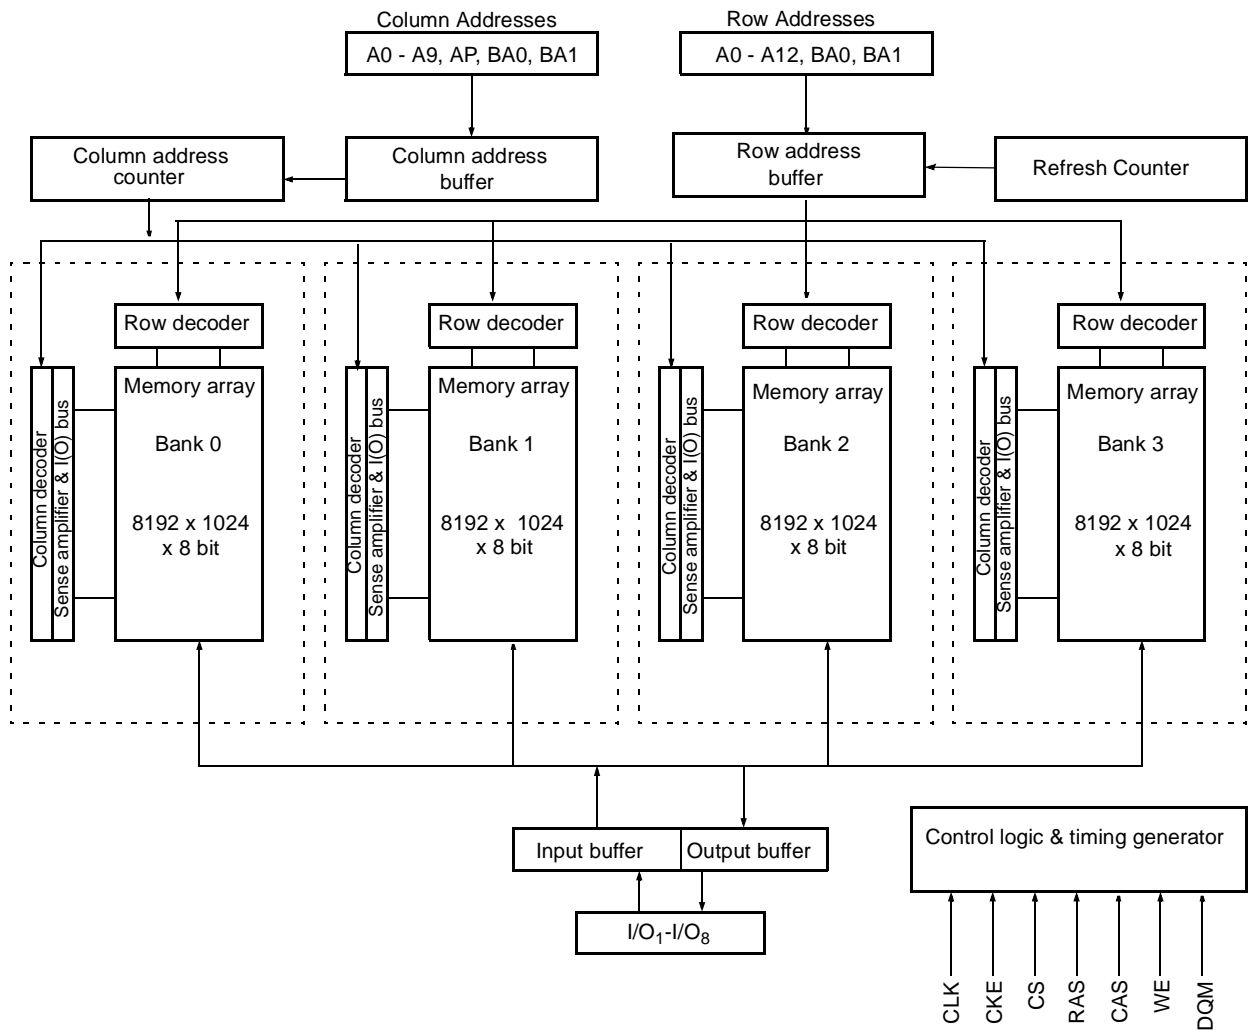 Column Addresses
Row Addresses
A0 - A9, AP, BA0, BA1
A0 - A12, BA0, BA1
Column address
counter
Column address
buffer
Row address
buffer
Refresh Counter
Row decoder
Row decoder
Row decoder
Row decoder
Column decoder
Sense amplifier & I(O) bus
Memory array
Bank 0
8192 x 1024
x 8 bit
Column decoder
Sense amplifier & I(O) bus
Memory array
Bank 1
8192 x 1024
x 8 bit
Column decoder
Sense amplifier & I(O) bus
Memory array
Bank 2
8192 x 1024
x 8 bit
Column decoder
Sense amplifier & I(O) bus
Memory array
Bank 3
8192 x 1024
x 8 bit
Input buffer
Output buffer
I/O₁-I/O₈
Control logic & timing generator
CLK
CKE
CS
RAS
CAS
WE
DQM